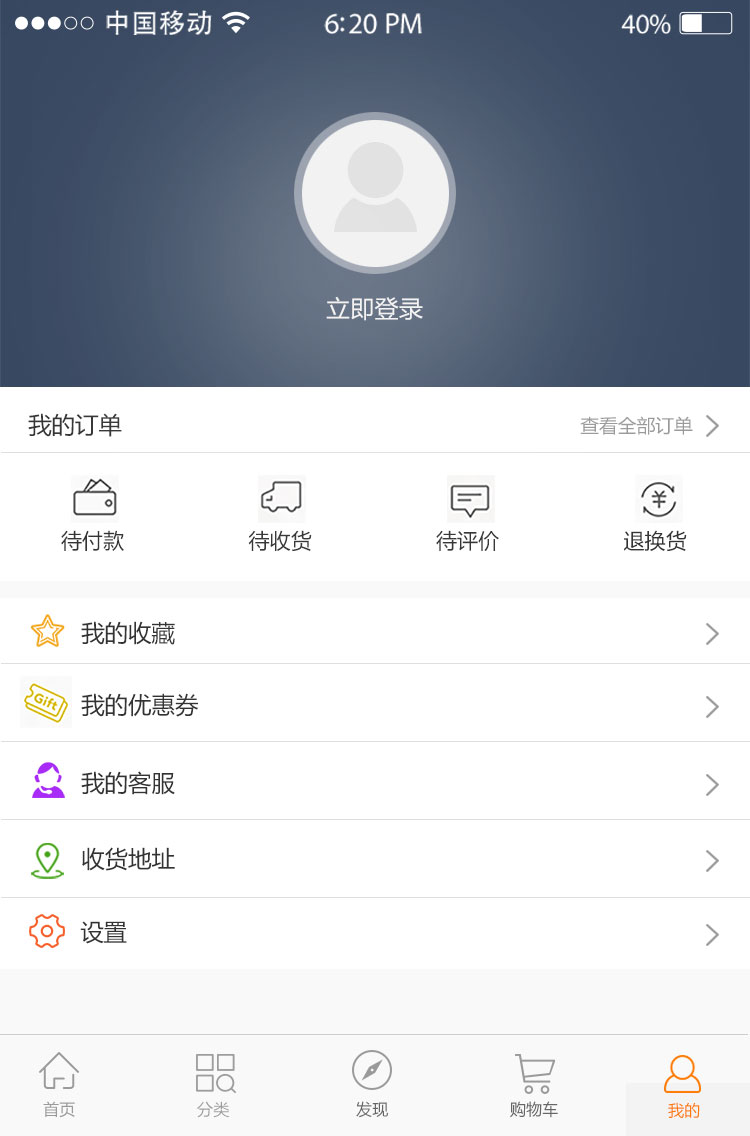 中国移动 6:20 PM 40%
立即登录
我的订单 查看全部订单
待付款 待收货 待评价 退换货
我的收藏
Gift 我的优惠券
我的客服
收货地址
设置
首页 分类 发现 购物车 我的